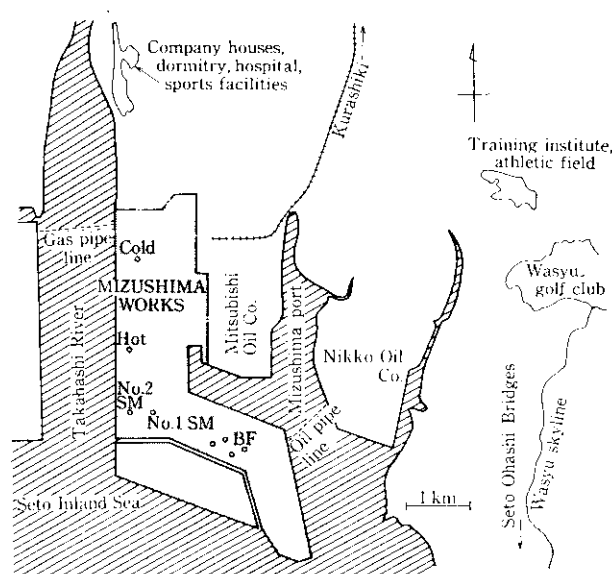 Company houses,
dormitry, hospital,
sports facilities
Kurashiki
Training institute,
athletic field
Gas pipe
line
Cold
MIZUSHIMA
WORKS
Mitsubishi
Oil Co.
Mizushima port
Wasyu
golf club
Hot
Nikko Oil
Co.
Takahashi River
No.2
SM
No.1 SM
BF
Oil pipe
line
Seto Ohashi Bridges
Wasyu skyline
1 km
Seto Inland Sea